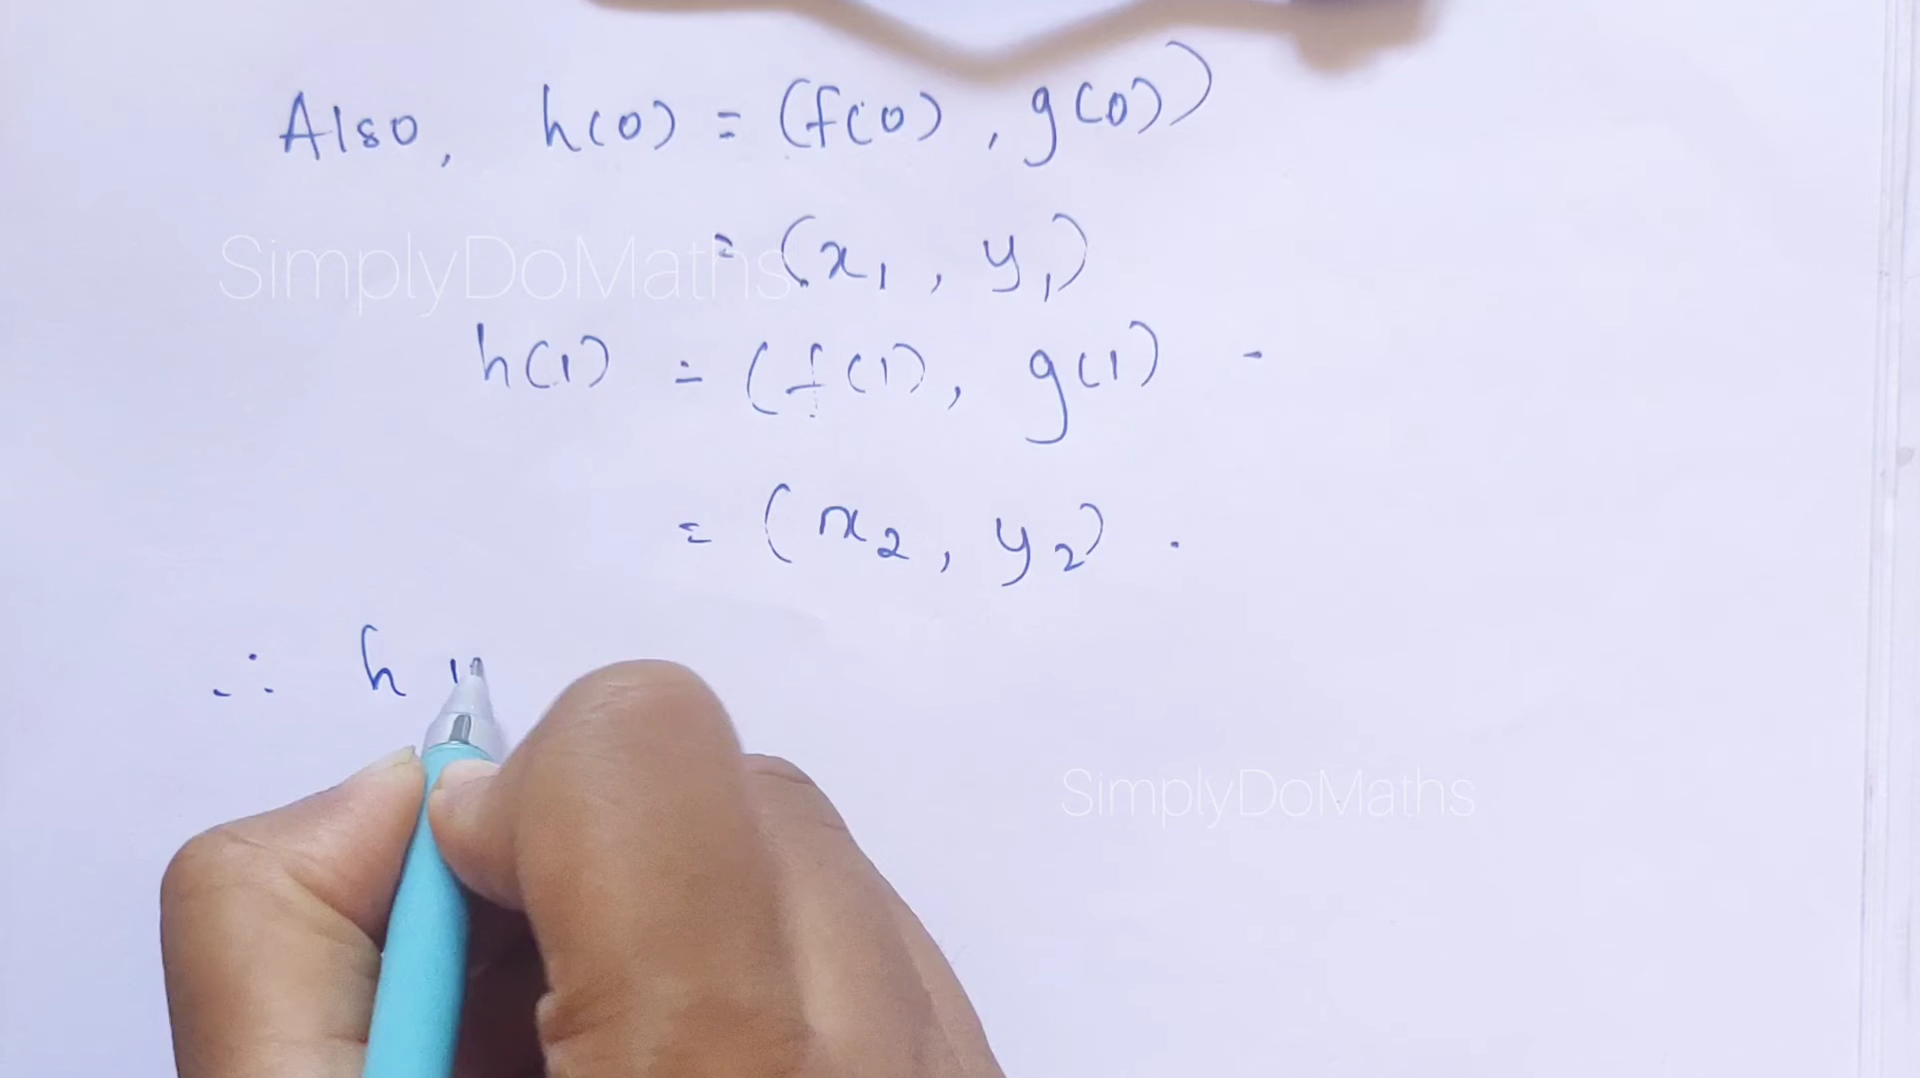 Also, h(0) = (f(0), g(0))
= (x₁, y₁)
SimplyDoMaths
h(1) = (f(1), g(1)
= (x₂, y₂).
∴ h
SimplyDoMaths